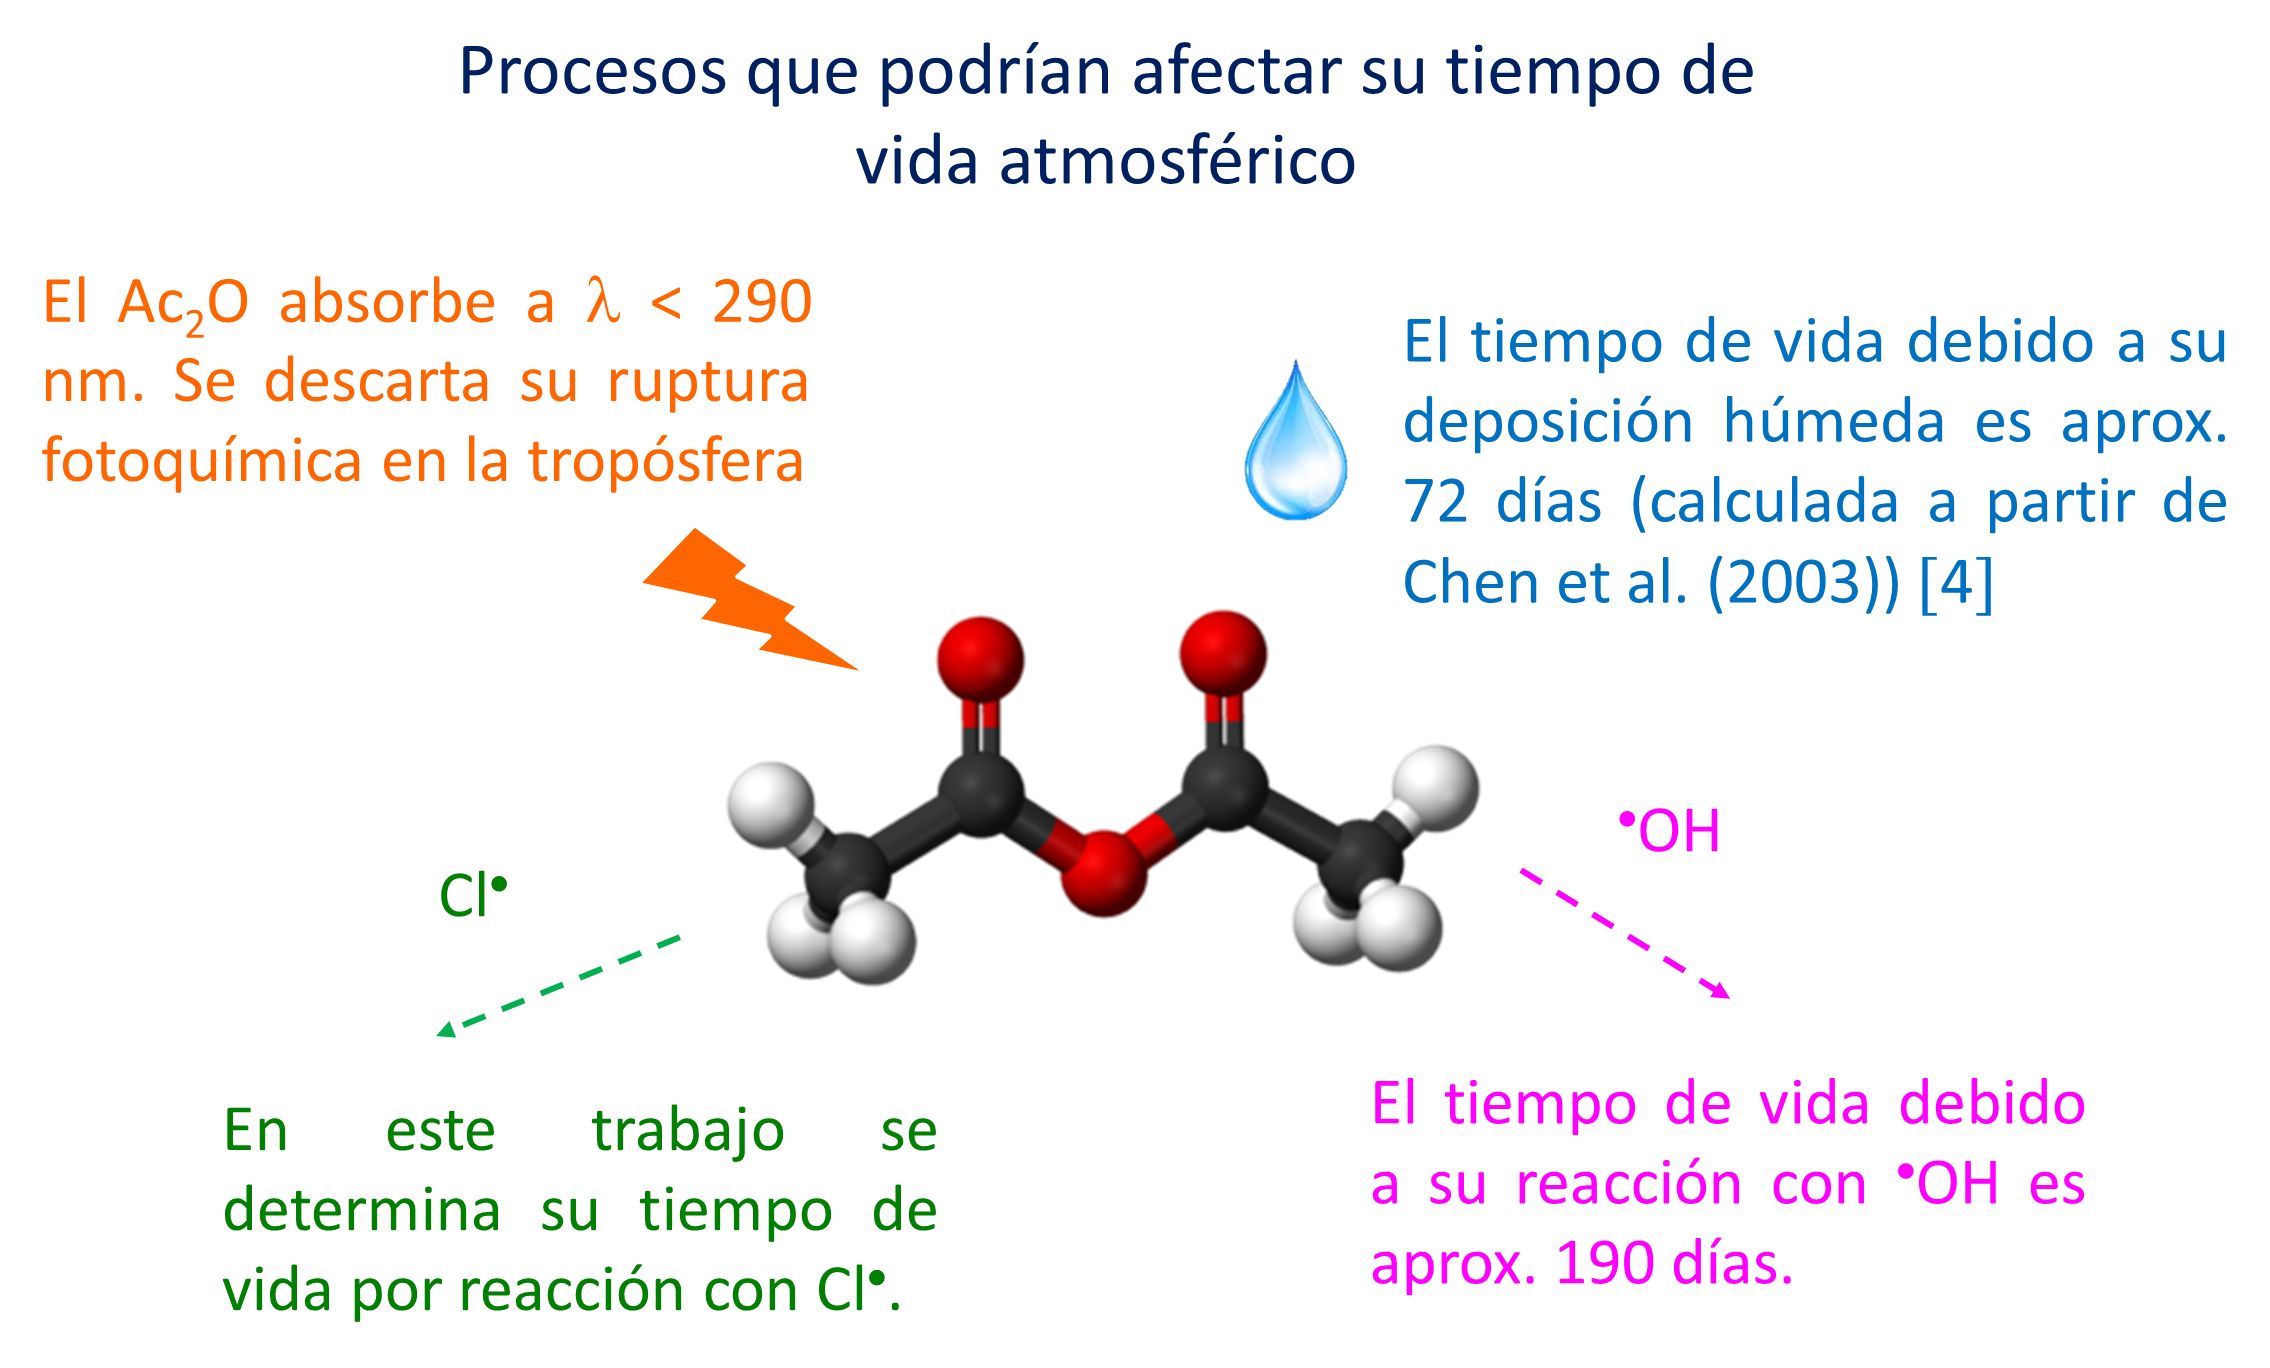 Procesos que podrían afectar su tiempo de
vida atmosférico
El Ac₂O absorbe a λ < 290
nm. Se descarta su ruptura
fotoquímica en la tropósfera
El tiempo de vida debido a su
deposición húmeda es aprox.
72 días (calculada a partir de
Chen et al. (2003)) [4]
•OH
Cl•
En este trabajo se
determina su tiempo de
vida por reacción con Cl•.
El tiempo de vida debido
a su reacción con •OH es
aprox. 190 días.